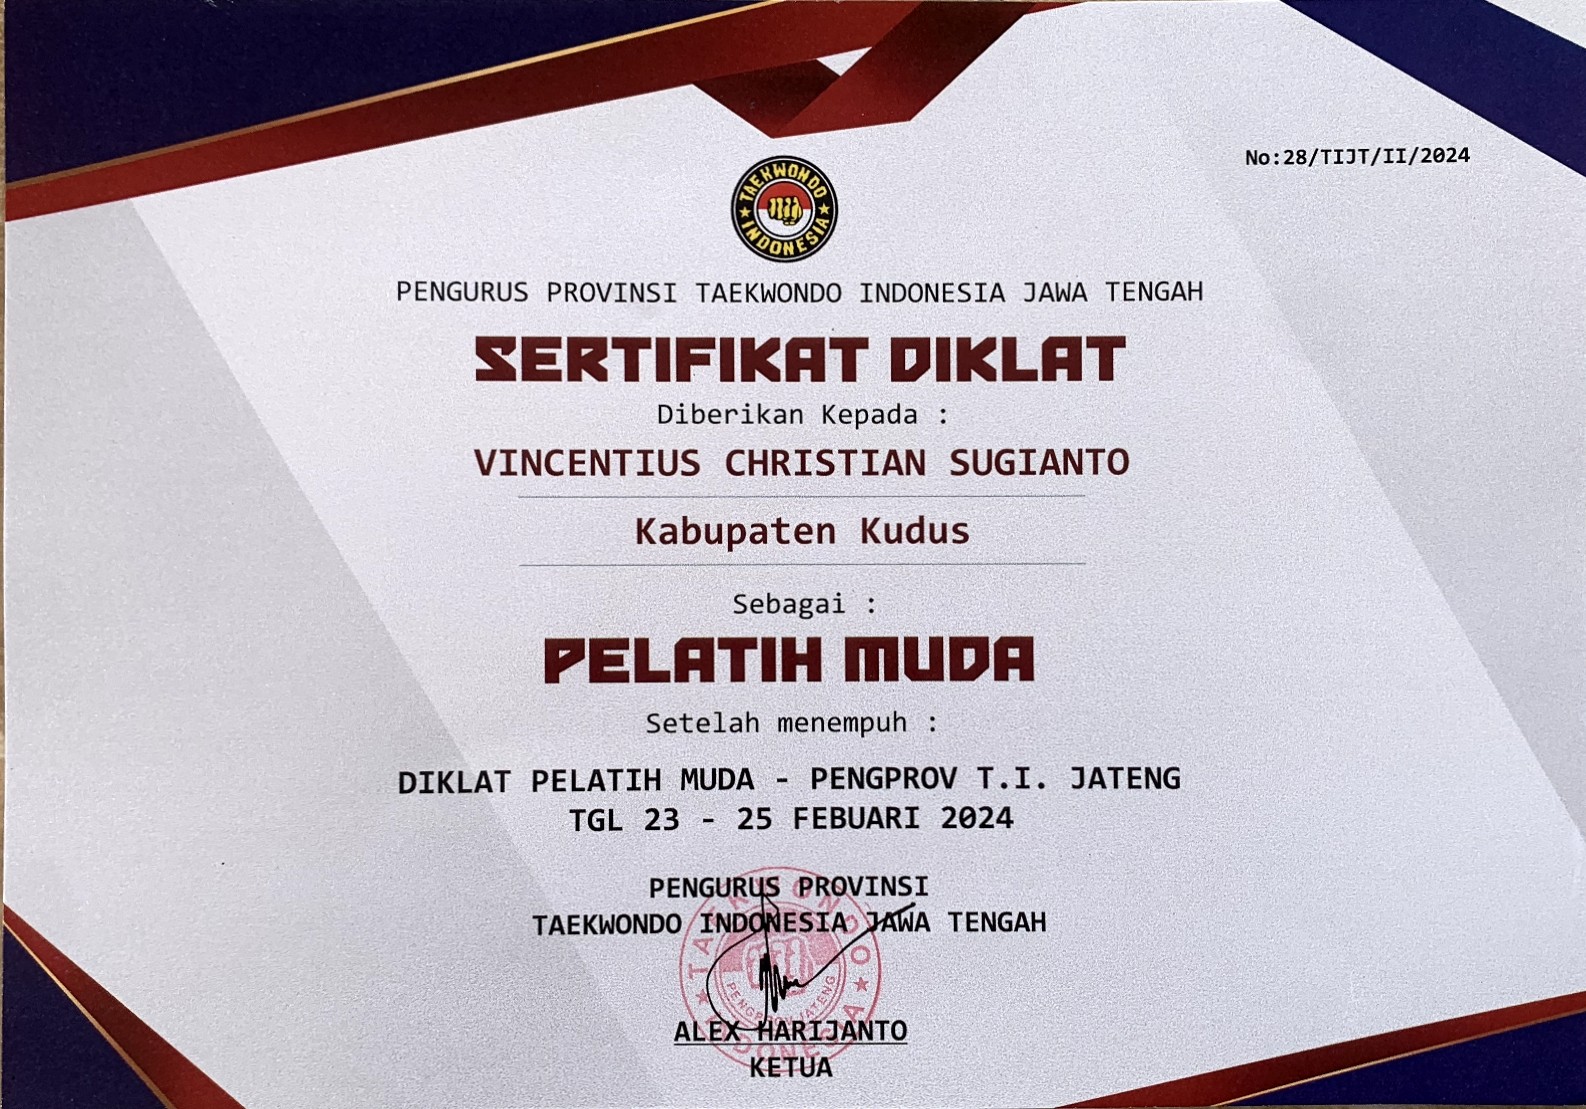 No:28/TIJT/II/2024
TAEKWONDO
INDONESIA
PENGURUS PROVINSI TAEKWONDO INDONESIA JAWA TENGAH
SERTIFIKAT DIKLAT
Diberikan Kepada :
VINCENTIUS CHRISTIAN SUGIANTO
Kabupaten Kudus
Sebagai :
PELATIH MUDA
Setelah menempuh :
DIKLAT PELATIH MUDA - PENGPROV T.I. JATENG
TGL 23 - 25 FEBUARI 2024
PENGURUS PROVINSI
TAEKWONDO INDONESIA JAWA TENGAH
TAEKWONDO
PENGPROV JATENG
INDONESIA
ALEX HARIJANTO
KETUA